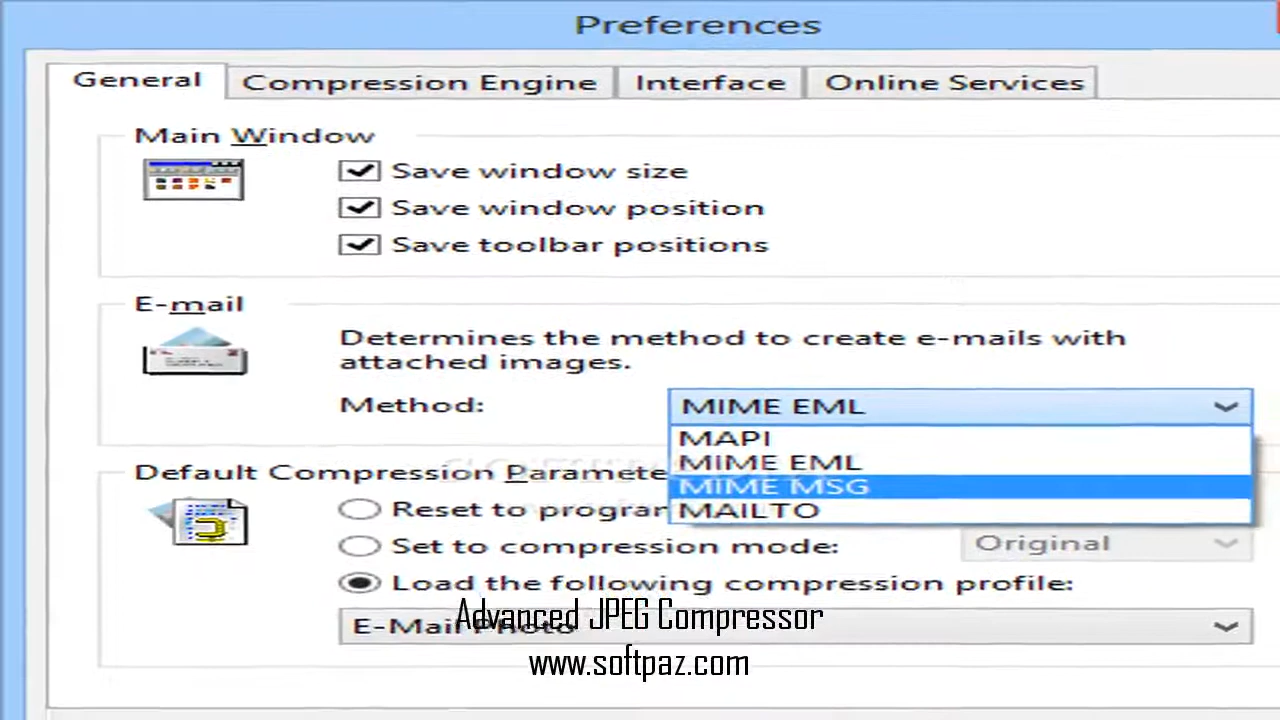 Preferences
General
Compression Engine
Interface
Online Services
Main Window
Save window size
Save window position
Save toolbar positions
E-mail
Determines the method to create e-mails with
attached images.
Method:
MIME EML
MAPI
MIME EML
MIME MSG
MAILTO
Default Compression
Reset to
Set to compression mode:
Original
Load the following compression profile:
E-Mail Photo
Advanced JPEG Compressor
www.softpaz.com